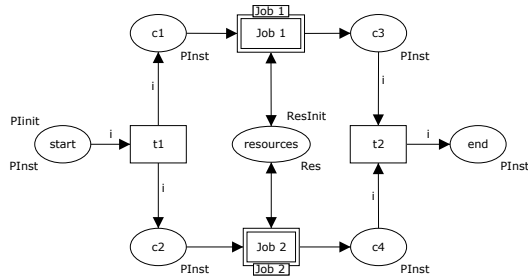 Job 1
c1
Job 1
c3
PInst
PInst
i
i
PIinit
ResInit
start
i
t1
resources
t2
i
end
PInst
Res
PInst
i
i
c2
Job 2
c4
PInst
Job 2
PInst